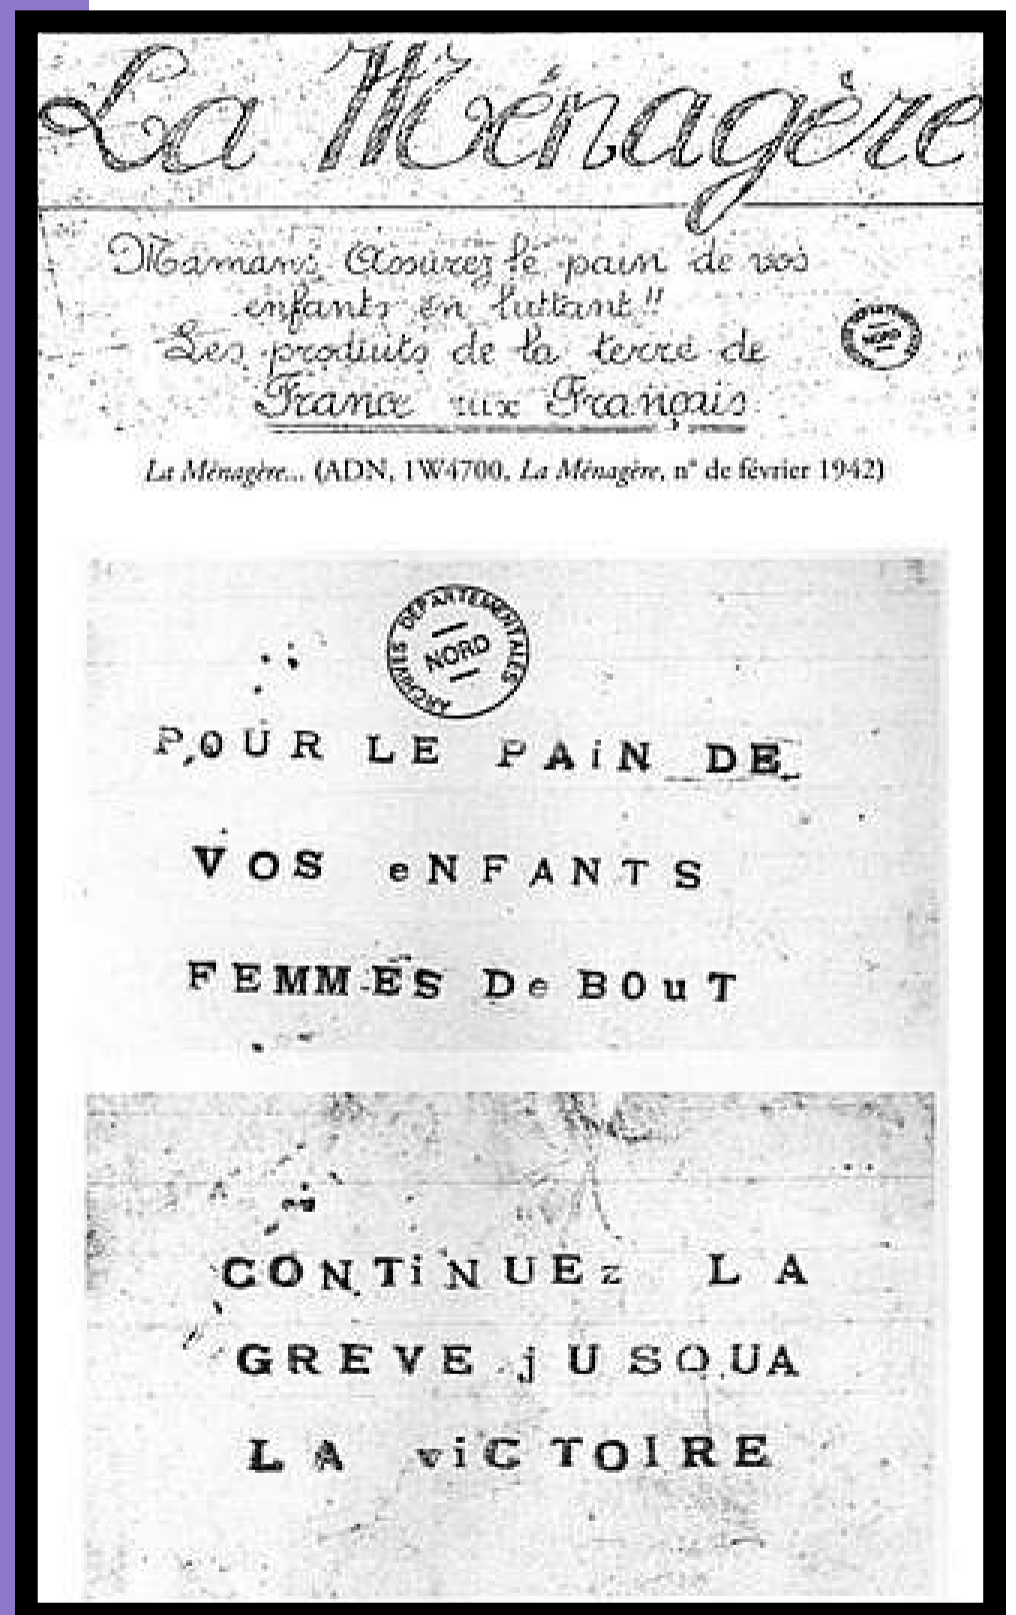 La Ménagère
Mamans Assurez le pain de vos
enfants en luttant!!
Les produits de la terre de
France aux Français
NORD
La Ménagère... (ADN, 1W4700, La Ménagère, n° de février 1942)
ARCHIVES DEPARTEMENTALES
NORD
POUR LE PAiN DE
VOS eNFANTS
FEMMES DeBOuT
CONTiNUEz LA
GREVE jUSQUA
LA viCTOIRE